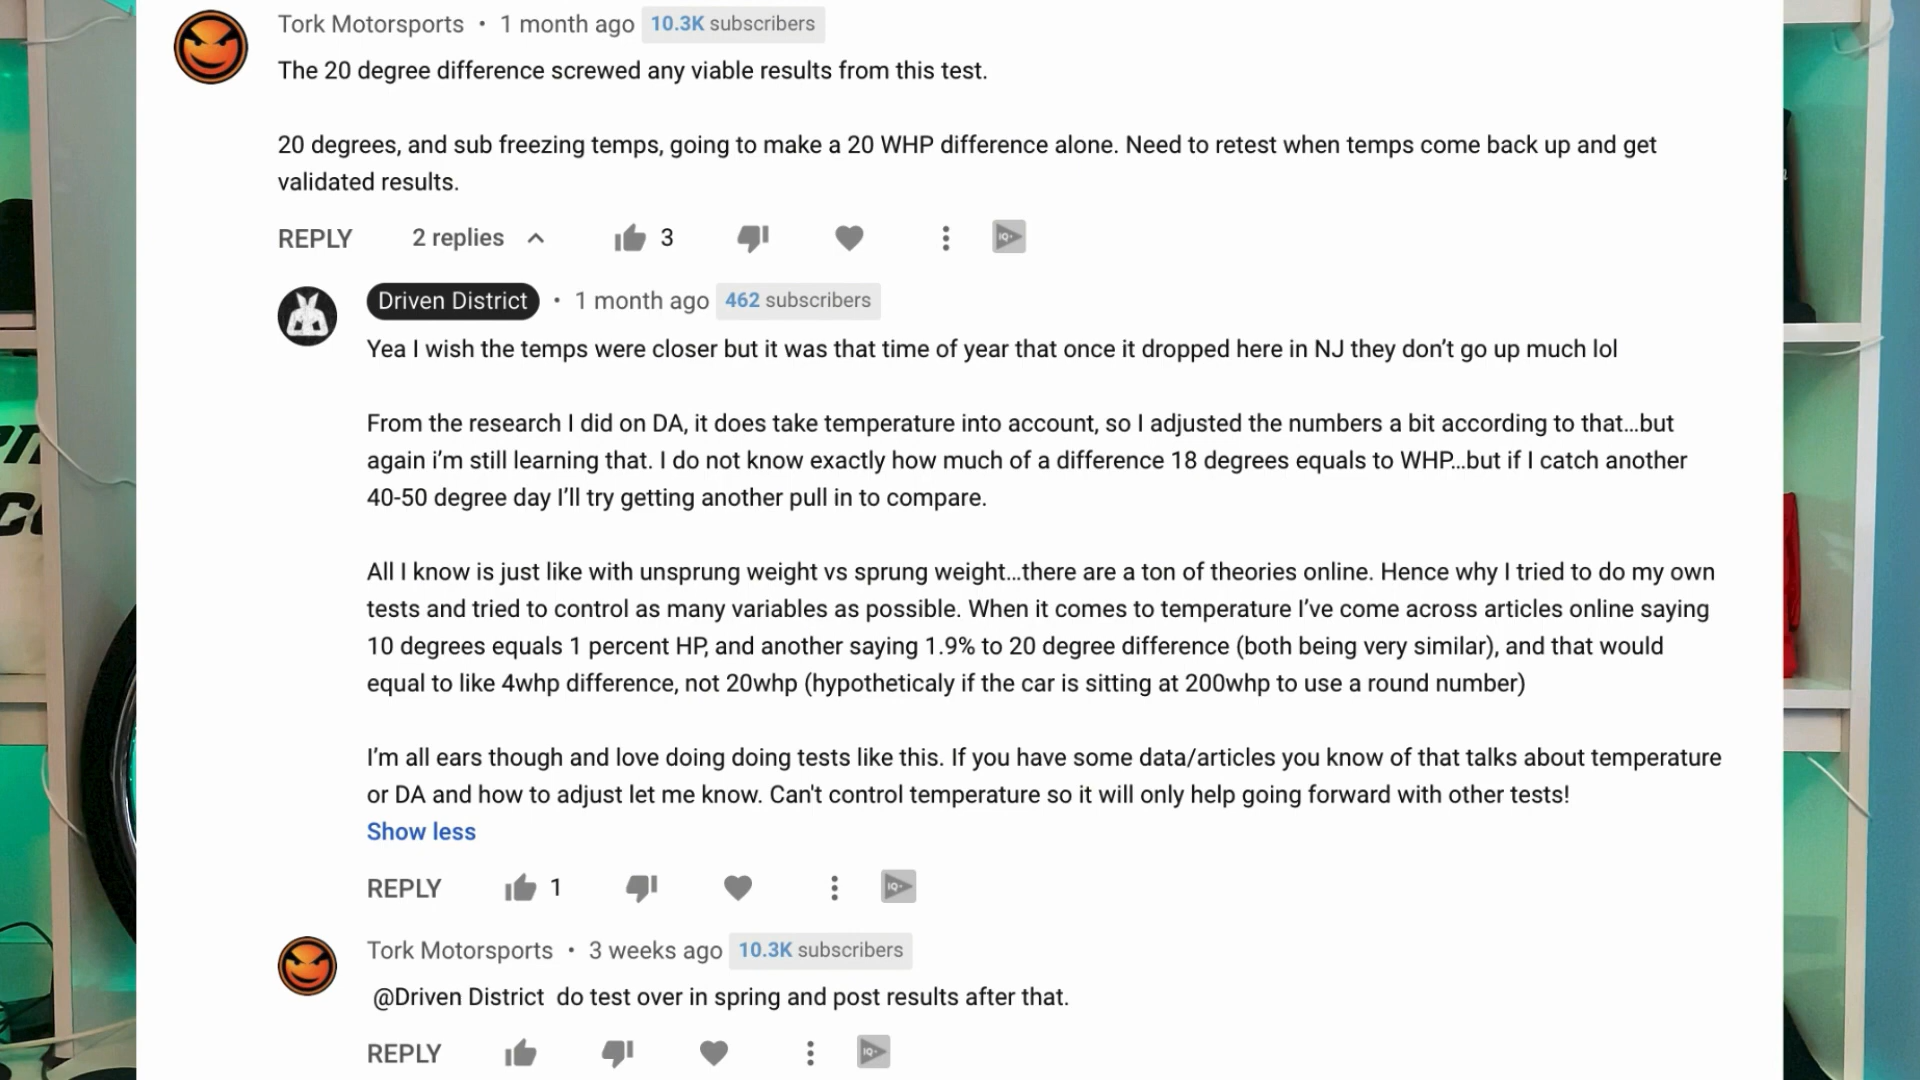 Tork Motorsports • 1 month ago 10.3K subscribers
The 20 degree difference screwed any viable results from this test.
20 degrees, and sub freezing temps, going to make a 20 WHP difference alone. Need to retest when temps come back up and get
validated results.
REPLY 2 replies 3
IQ+
Driven District • 1 month ago 462 subscribers
Yea I wish the temps were closer but it was that time of year that once it dropped here in NJ they don’t go up much lol
From the research I did on DA, it does take temperature into account, so I adjusted the numbers a bit according to that...but
again i’m still learning that. I do not know exactly how much of a difference 18 degrees equals to WHP...but if I catch another
40-50 degree day I’ll try getting another pull in to compare.
All I know is just like with unsprung weight vs sprung weight...there are a ton of theories online. Hence why I tried to do my own
tests and tried to control as many variables as possible. When it comes to temperature I’ve come across articles online saying
10 degrees equals 1 percent HP, and another saying 1.9% to 20 degree difference (both being very similar), and that would
equal to like 4whp difference, not 20whp (hypotheticaly if the car is sitting at 200whp to use a round number)
I’m all ears though and love doing doing tests like this. If you have some data/articles you know of that talks about temperature
or DA and how to adjust let me know. Can't control temperature so it will only help going forward with other tests!
Show less
REPLY 1
IQ+
Tork Motorsports • 3 weeks ago 10.3K subscribers
@Driven District do test over in spring and post results after that.
REPLY
IQ+